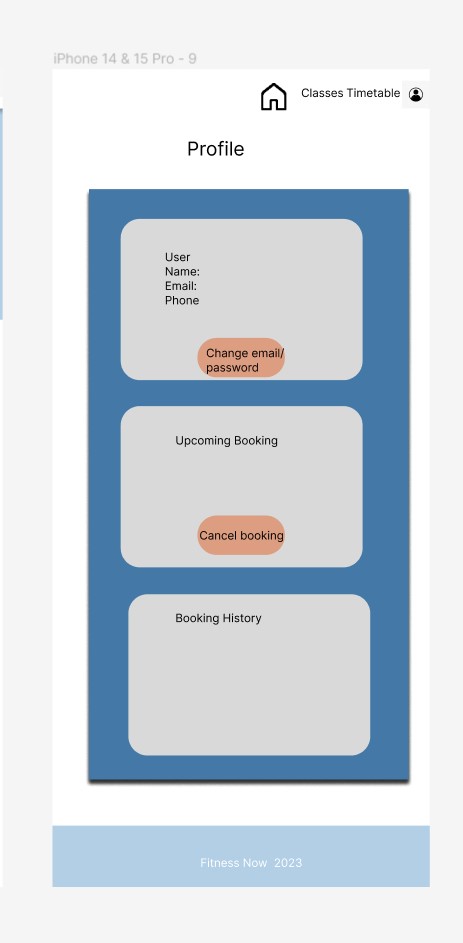 iPhone 14 & 15 Pro - 9
Classes Timetable
Profile
User
Name:
Email:
Phone
Change email/
password
Upcoming Booking
Cancel booking
Booking History
Fitness Now 2023